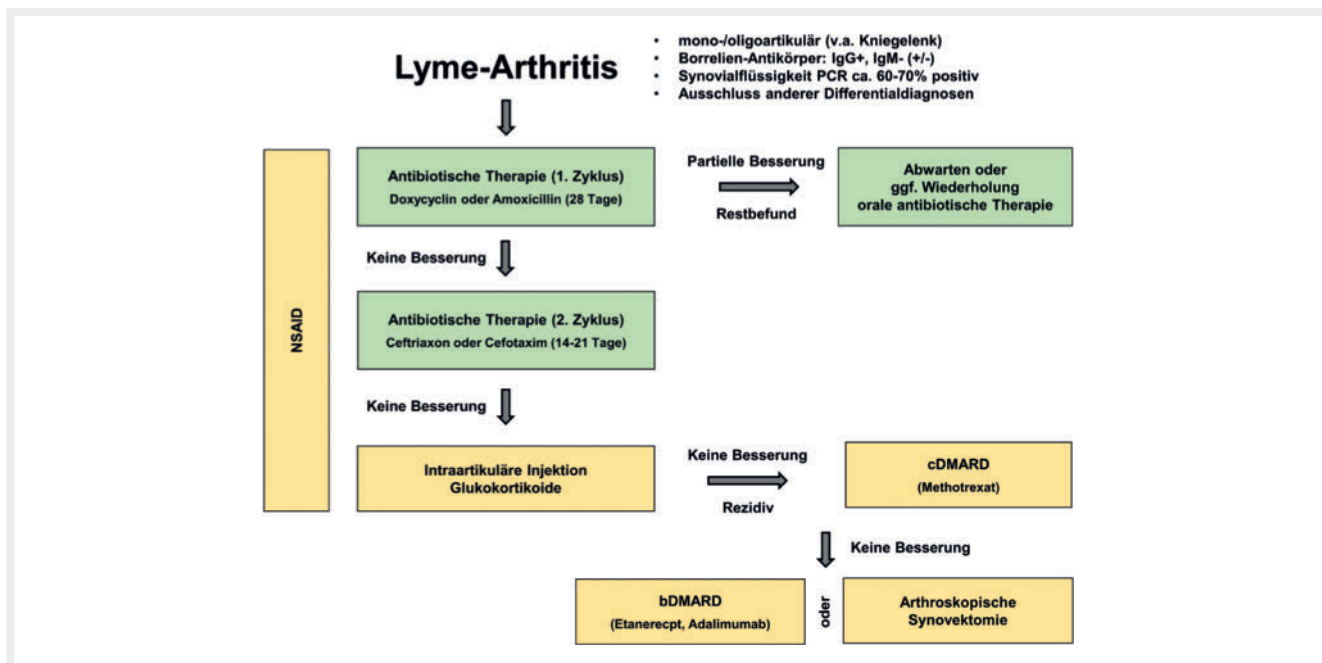 Lyme-Arthritis
• mono-/oligoartikulär (v.a. Kniegelenk)
• Borrelien-Antikörper: IgG+, IgM- (+/-)
• Synovialflüssigkeit PCR ca. 60-70% positiv
• Ausschluss anderer Differentialdiagnosen
NSAID
Antibiotische Therapie (1. Zyklus)
Doxycyclin oder Amoxicillin (28 Tage)
Partielle Besserung
Restbefund
Abwarten oder
ggf. Wiederholung
orale antibiotische Therapie
Keine Besserung
Antibiotische Therapie (2. Zyklus)
Ceftriaxon oder Cefotaxim (14-21 Tage)
Keine Besserung
Intraartikuläre Injektion
Glukokortikoide
Keine Besserung
Rezidiv
cDMARD
(Methotrexat)
Keine Besserung
bDMARD
(Etanerecpt, Adalimumab)
oder
Arthroskopische
Synovektomie